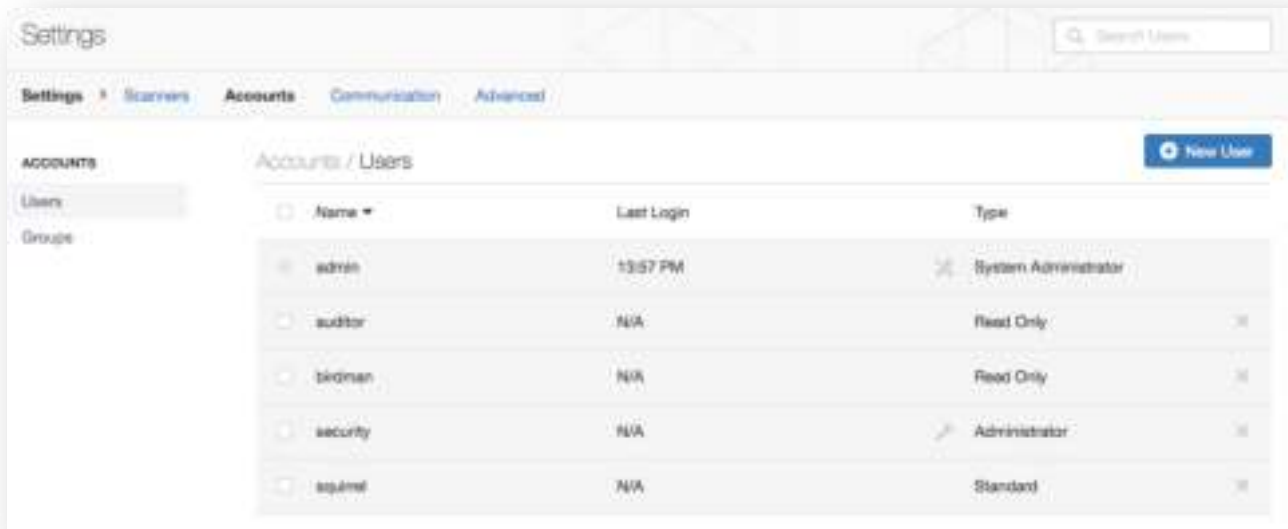 Settings
Search Users
Settings Scanners Accounts Communication Advanced
ACCOUNTS
Users
Groups
Accounts / Users
New User
Name Last Login Type
admin 13:57 PM System Administrator
auditor N/A Read Only
birdman N/A Read Only
security N/A Administrator
squirrel N/A Standard